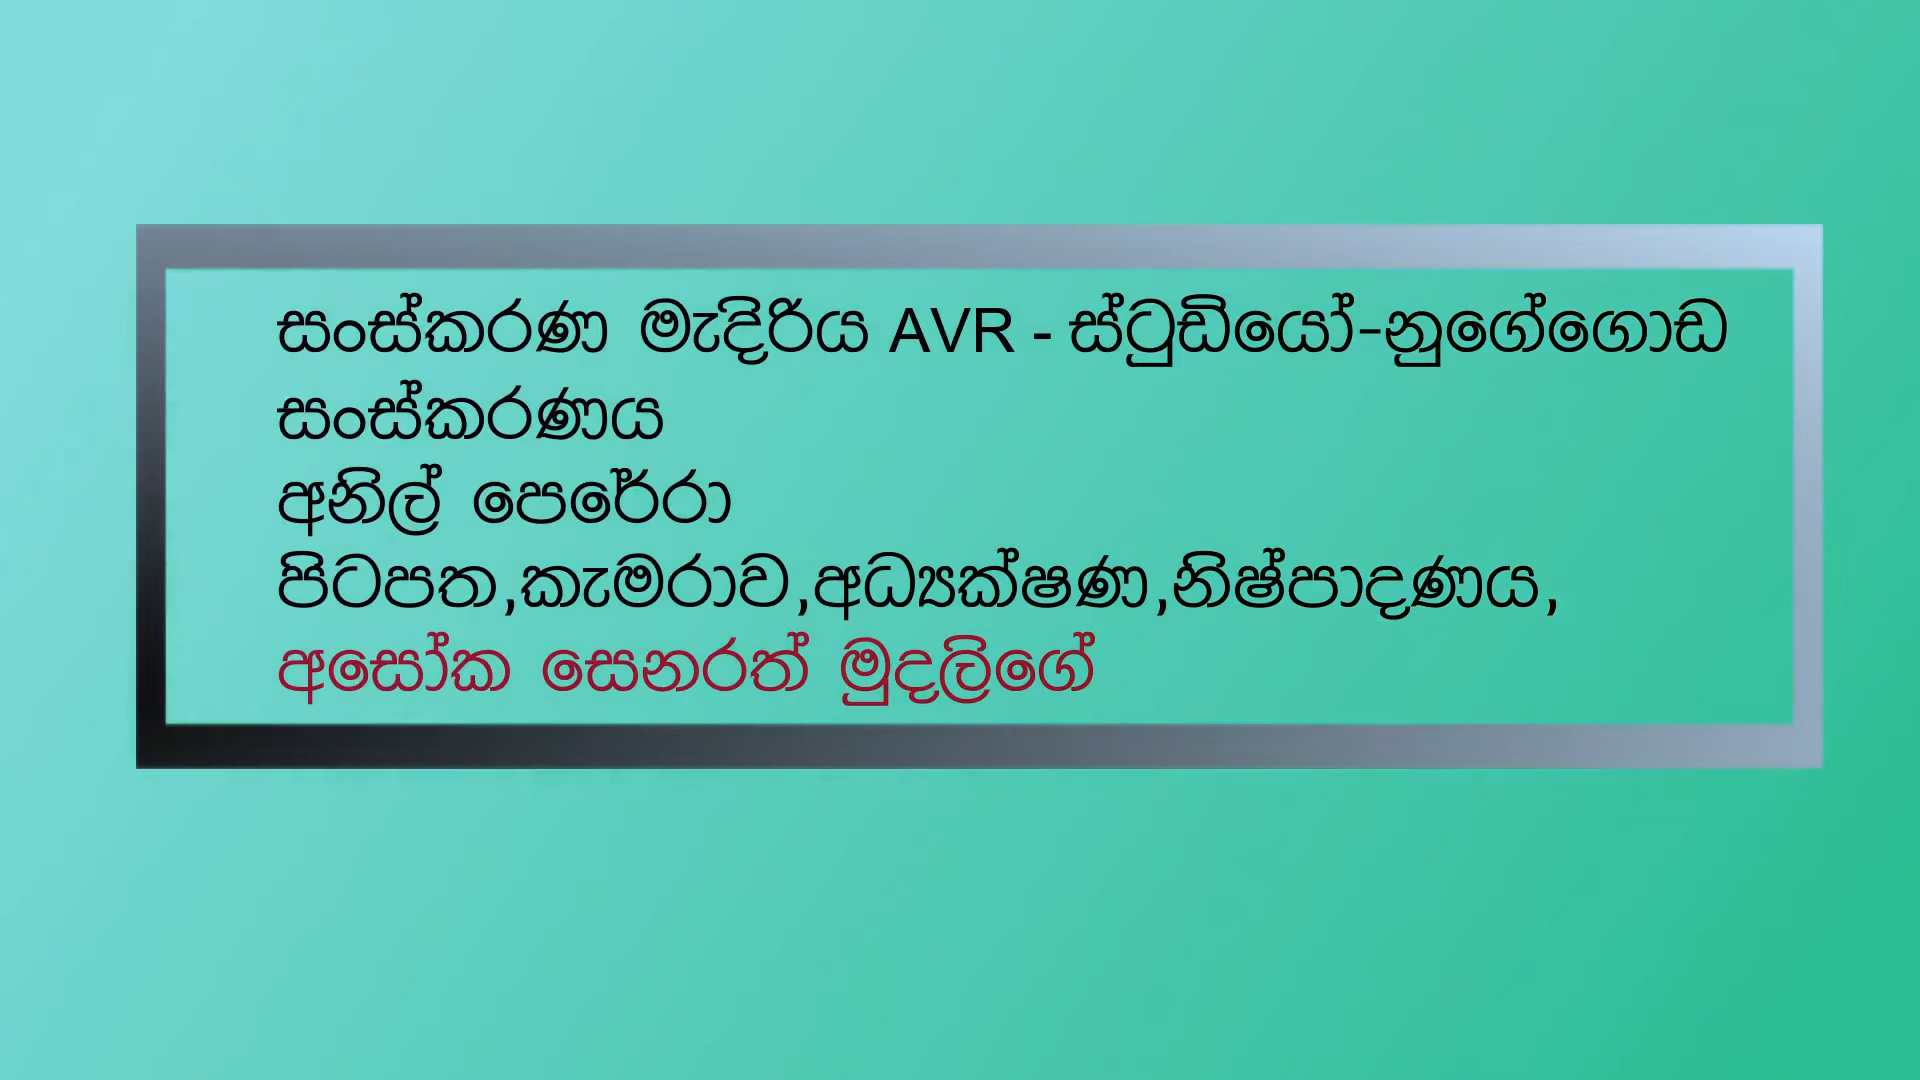 සංස්කරණ මැදිරිය AVR - ස්ටුඩියෝ-නුගේගොඩ
සංස්කරණය
අනිල් පෙරේරා
පිටපත,කැමරාව,අධ්‍යක්ෂණ,නිෂ්පාදණය,
අසෝක සෙනරත් මුදලිගේ